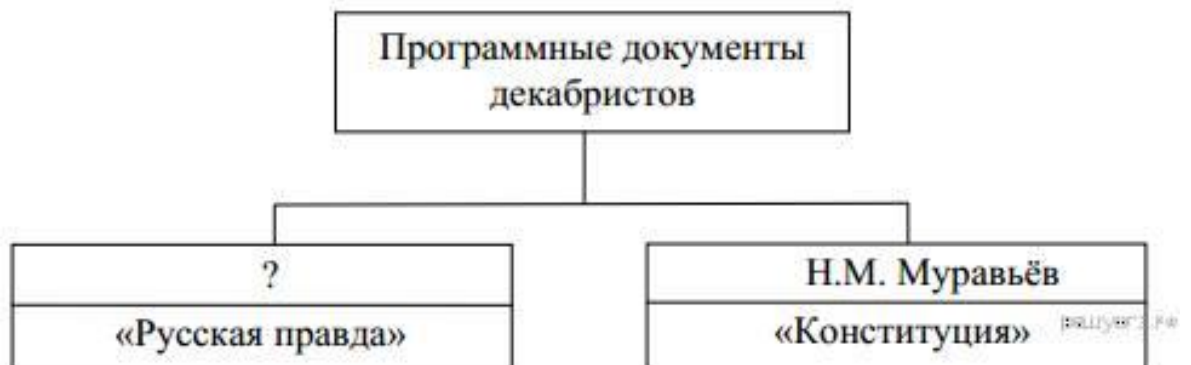 Программные документы
декабристов
?
Н.М. Муравьёв
«Русская правда»
«Конституция»